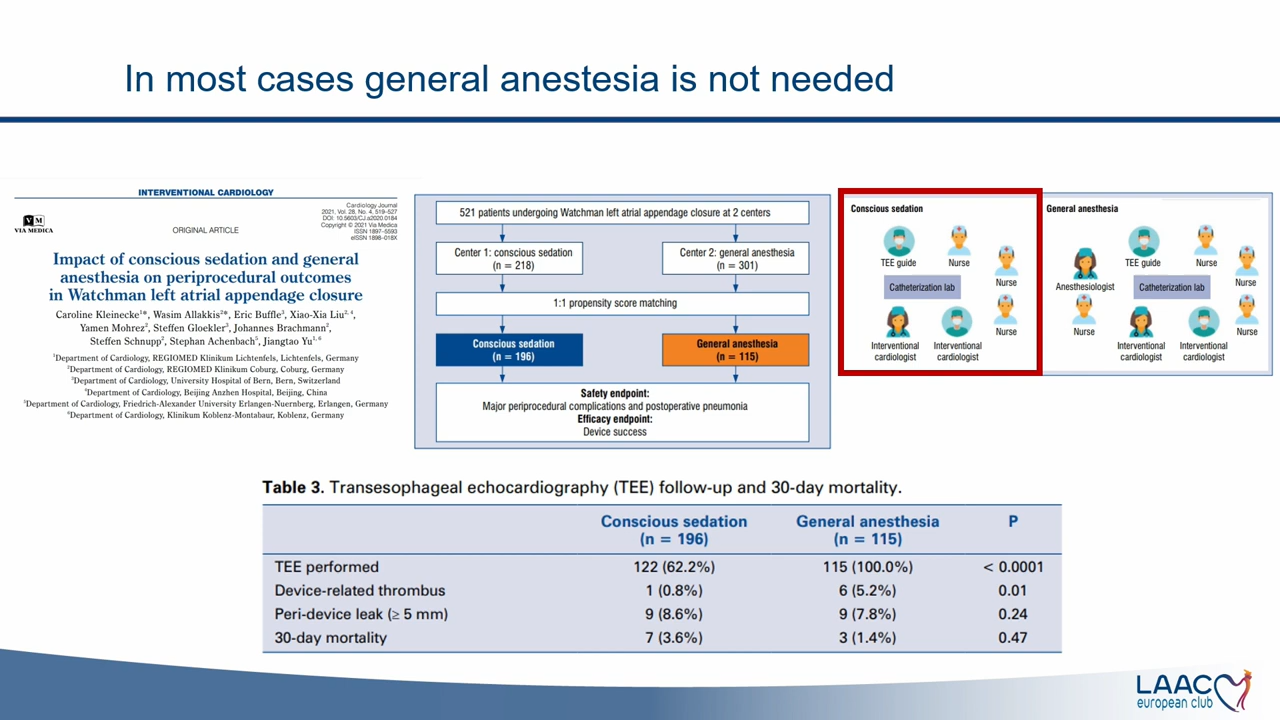 In most cases general anestesia is not needed
INTERVENTIONAL CARDIOLOGY
VM
VIA MEDICA
ORIGINAL ARTICLE
Cardiology Journal
2021, Vol. 28, No. 4, 519–527
DOI: 10.5603/CJ.a2020.0184
Copyright © 2021 Via Medica
ISSN 1897–5593
eISSN 1898–018X
Impact of conscious sedation and general
anesthesia on periprocedural outcomes
in Watchman left atrial appendage closure
Caroline Kleinecke1*, Wasim Allakkis2*, Eric Buffle3, Xiao-Xia Liu2, 4,
Yamen Mohrez2, Steffen Gloekler3, Johannes Brachmann2,
Steffen Schnupp2, Stephan Achenbach5, Jiangtao Yu1, 6
1Department of Cardiology, REGIOMED Klinikum Lichtenfels, Lichtenfels, Germany
2Department of Cardiology, REGIOMED Klinikum Coburg, Coburg, Germany
3Department of Cardiology, University Hospital of Bern, Bern, Switzerland
4Department of Cardiology, Beijing Anzhen Hospital, Beijing, China
5Department of Cardiology, Friedrich-Alexander University Erlangen-Nuernberg, Erlangen, Germany
6Department of Cardiology, Klinikum Koblenz-Montabaur, Koblenz, Germany
521 patients undergoing Watchman left atrial appendage closure at 2 centers
Center 1: conscious sedation
(n = 218)
Center 2: general anesthesia
(n = 301)
1:1 propensity score matching
Conscious sedation
(n = 196)
General anesthesia
(n = 115)
Safety endpoint:
Major periprocedural complications and postoperative pneumonia
Efficacy endpoint:
Device success
Conscious sedation
TEE guide
Nurse
Nurse
Catheterization lab
Nurse
Interventional
cardiologist
Interventional
cardiologist
General anesthesia
TEE guide
Nurse
Nurse
Anesthesiologist
Catheterization lab
Nurse
Nurse
Interventional
cardiologist
Interventional
cardiologist
Table 3. Transesophageal echocardiography (TEE) follow-up and 30-day mortality.
Conscious sedation (n = 196) General anesthesia (n = 115) P
TEE performed 122 (62.2%) 115 (100.0%) < 0.0001
Device-related thrombus 1 (0.8%) 6 (5.2%) 0.01
Peri-device leak (≥ 5 mm) 9 (8.6%) 9 (7.8%) 0.24
30-day mortality 7 (3.6%) 3 (1.4%) 0.47
LAAC
european club